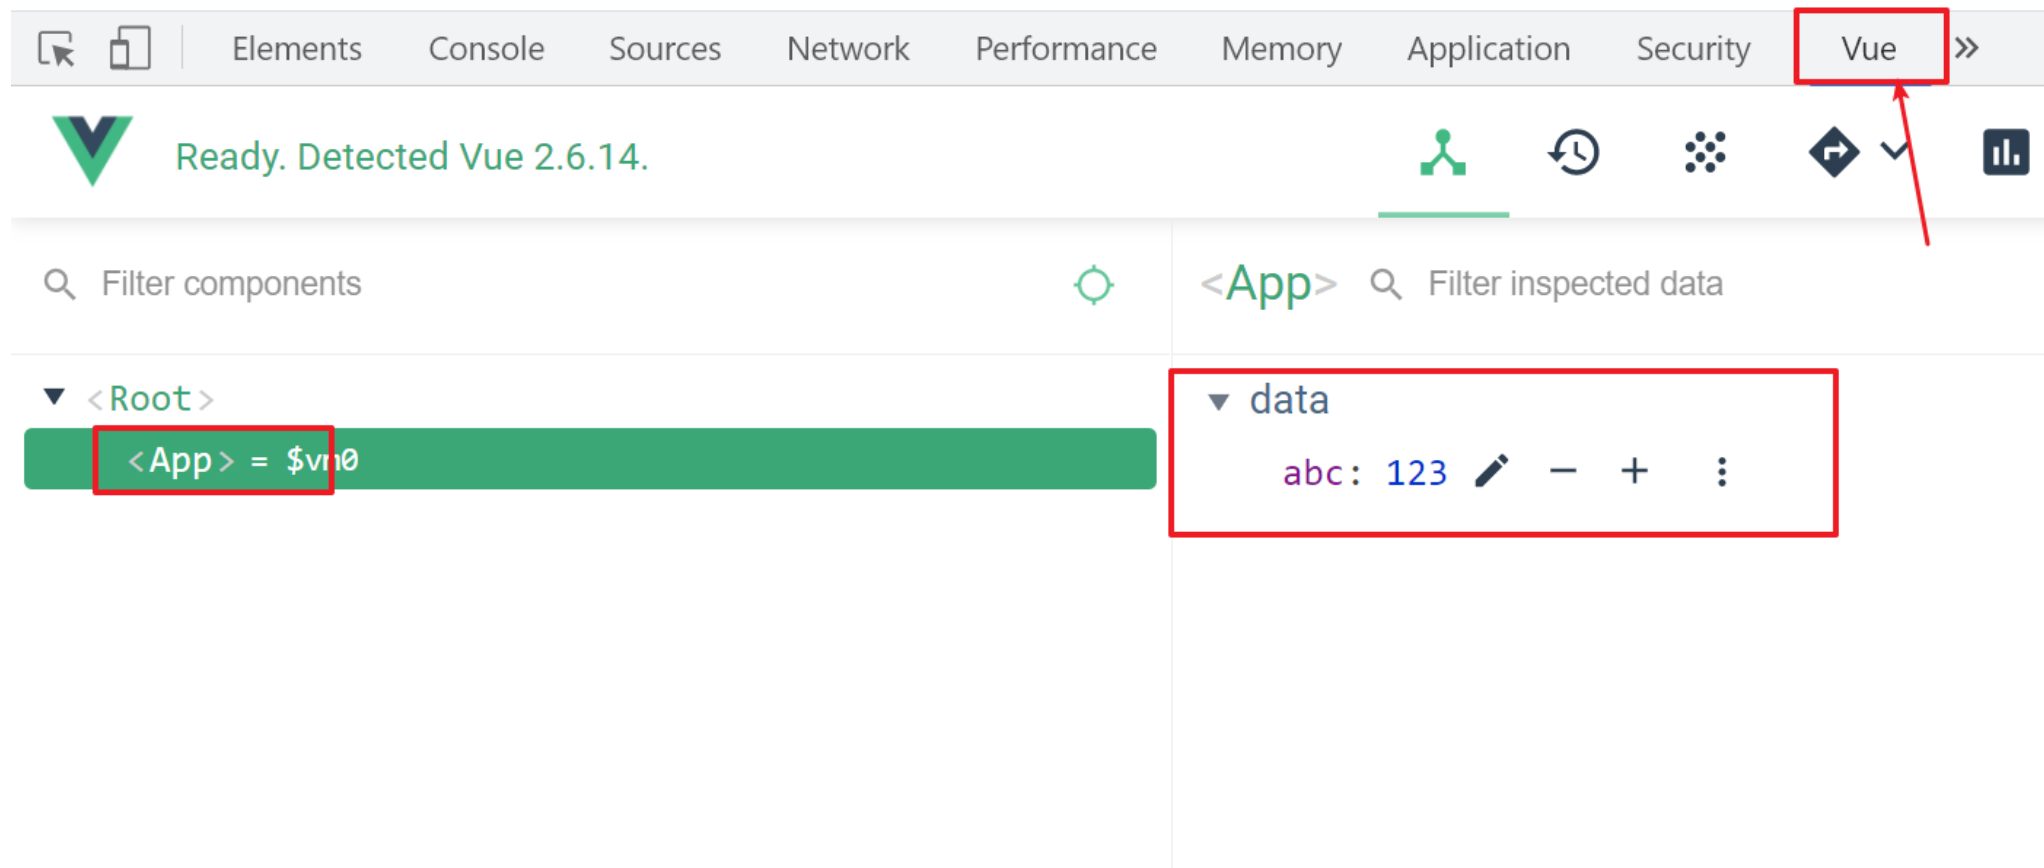 Elements Console Sources Network Performance Memory Application Security Vue »
Ready. Detected Vue 2.6.14.
Filter components
<App> Filter inspected data
▼ <Root>
<App> = $vm0
▼ data
abc: 123